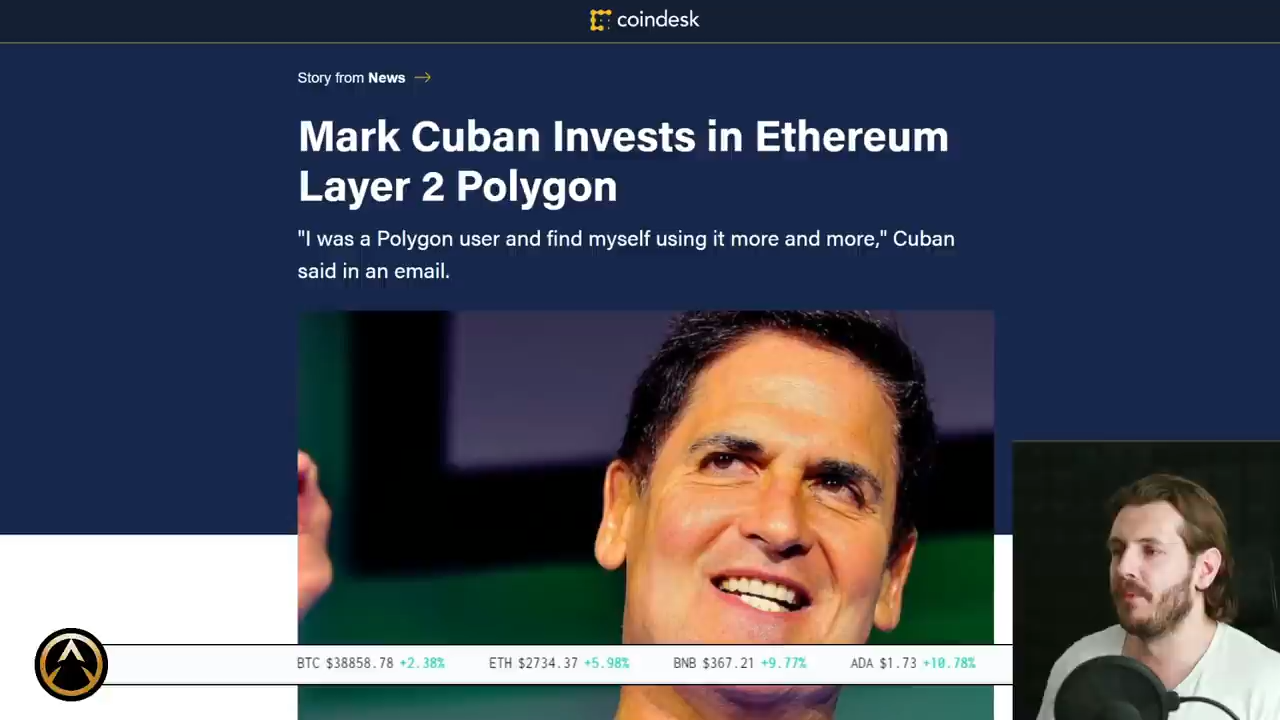 coindesk
Story from News →
Mark Cuban Invests in Ethereum
Layer 2 Polygon
"I was a Polygon user and find myself using it more and more," Cuban
said in an email.
BTC $38858.78 +2.38% ETH $2734.37 +5.98% BNB $367.21 +9.77% ADA $1.73 +10.78%